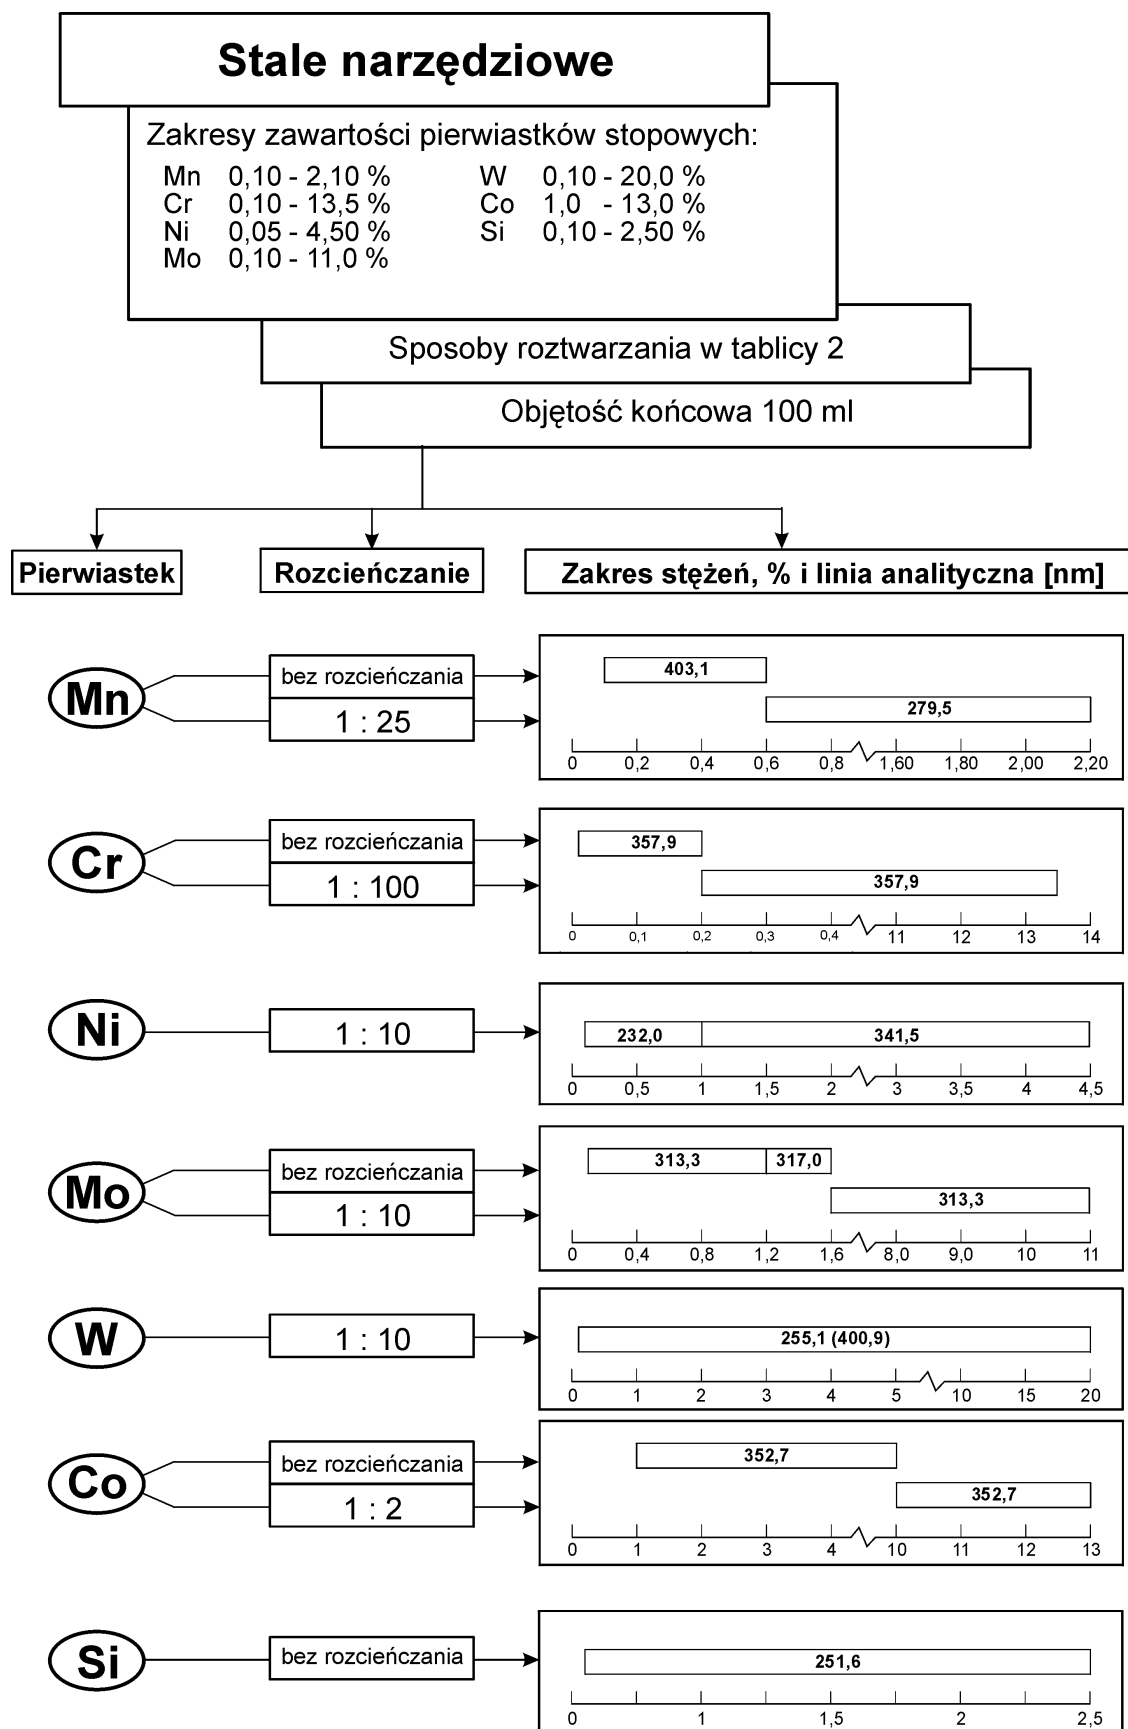 Stale narzędziowe
Zakresy zawartości pierwiastków stopowych:
Mn 0,10 - 2,10 % W 0,10 - 20,0 %
Cr 0,10 - 13,5 % Co 1,0 - 13,0 %
Ni 0,05 - 4,50 % Si 0,10 - 2,50 %
Mo 0,10 - 11,0 %
Sposoby roztwarzania w tablicy 2
Objętość końcowa 100 ml
Pierwiastek Rozcieńczanie Zakres stężeń, % i linia analityczna [nm]
Mn
bez rozcieńczania
1 : 25
403,1
279,5
0 0,2 0,4 0,6 0,8 1,60 1,80 2,00 2,20
Cr
bez rozcieńczania
1 : 100
357,9
357,9
0 0,1 0,2 0,3 0,4 11 12 13 14
Ni
1 : 10
232,0 341,5
0 0,5 1 1,5 2 3 3,5 4 4,5
Mo
bez rozcieńczania
1 : 10
313,3 317,0
313,3
0 0,4 0,8 1,2 1,6 8,0 9,0 10 11
W
1 : 10
255,1 (400,9)
0 1 2 3 4 5 10 15 20
Co
bez rozcieńczania
1 : 2
352,7
352,7
0 1 2 3 4 10 11 12 13
Si
bez rozcieńczania
251,6
0 1 1,5 2 2,5